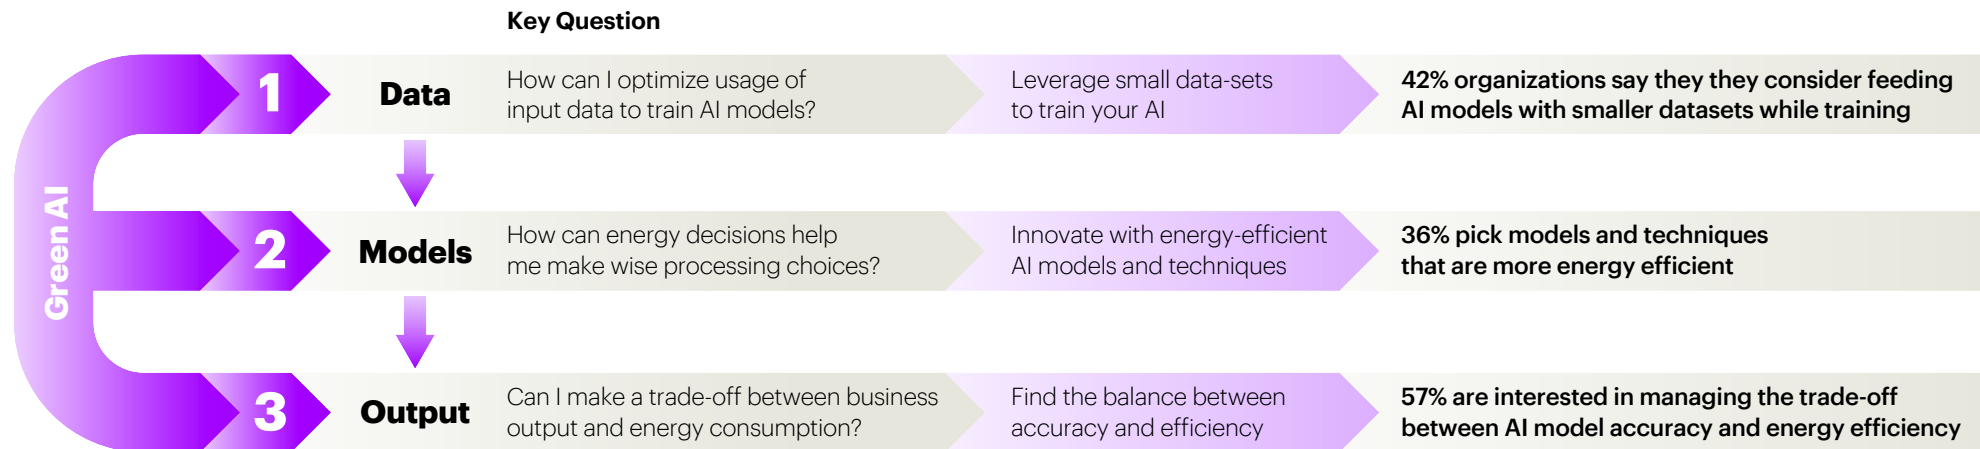 Key Question
Green AI
1
Data
How can I optimize usage of
input data to train AI models?
Leverage small data-sets
to train your AI
42% organizations say they they consider feeding
AI models with smaller datasets while training
2
Models
How can energy decisions help
me make wise processing choices?
Innovate with energy-efficient
AI models and techniques
36% pick models and techniques
that are more energy efficient
3
Output
Can I make a trade-off between business
output and energy consumption?
Find the balance between
accuracy and efficiency
57% are interested in managing the trade-off
between AI model accuracy and energy efficiency